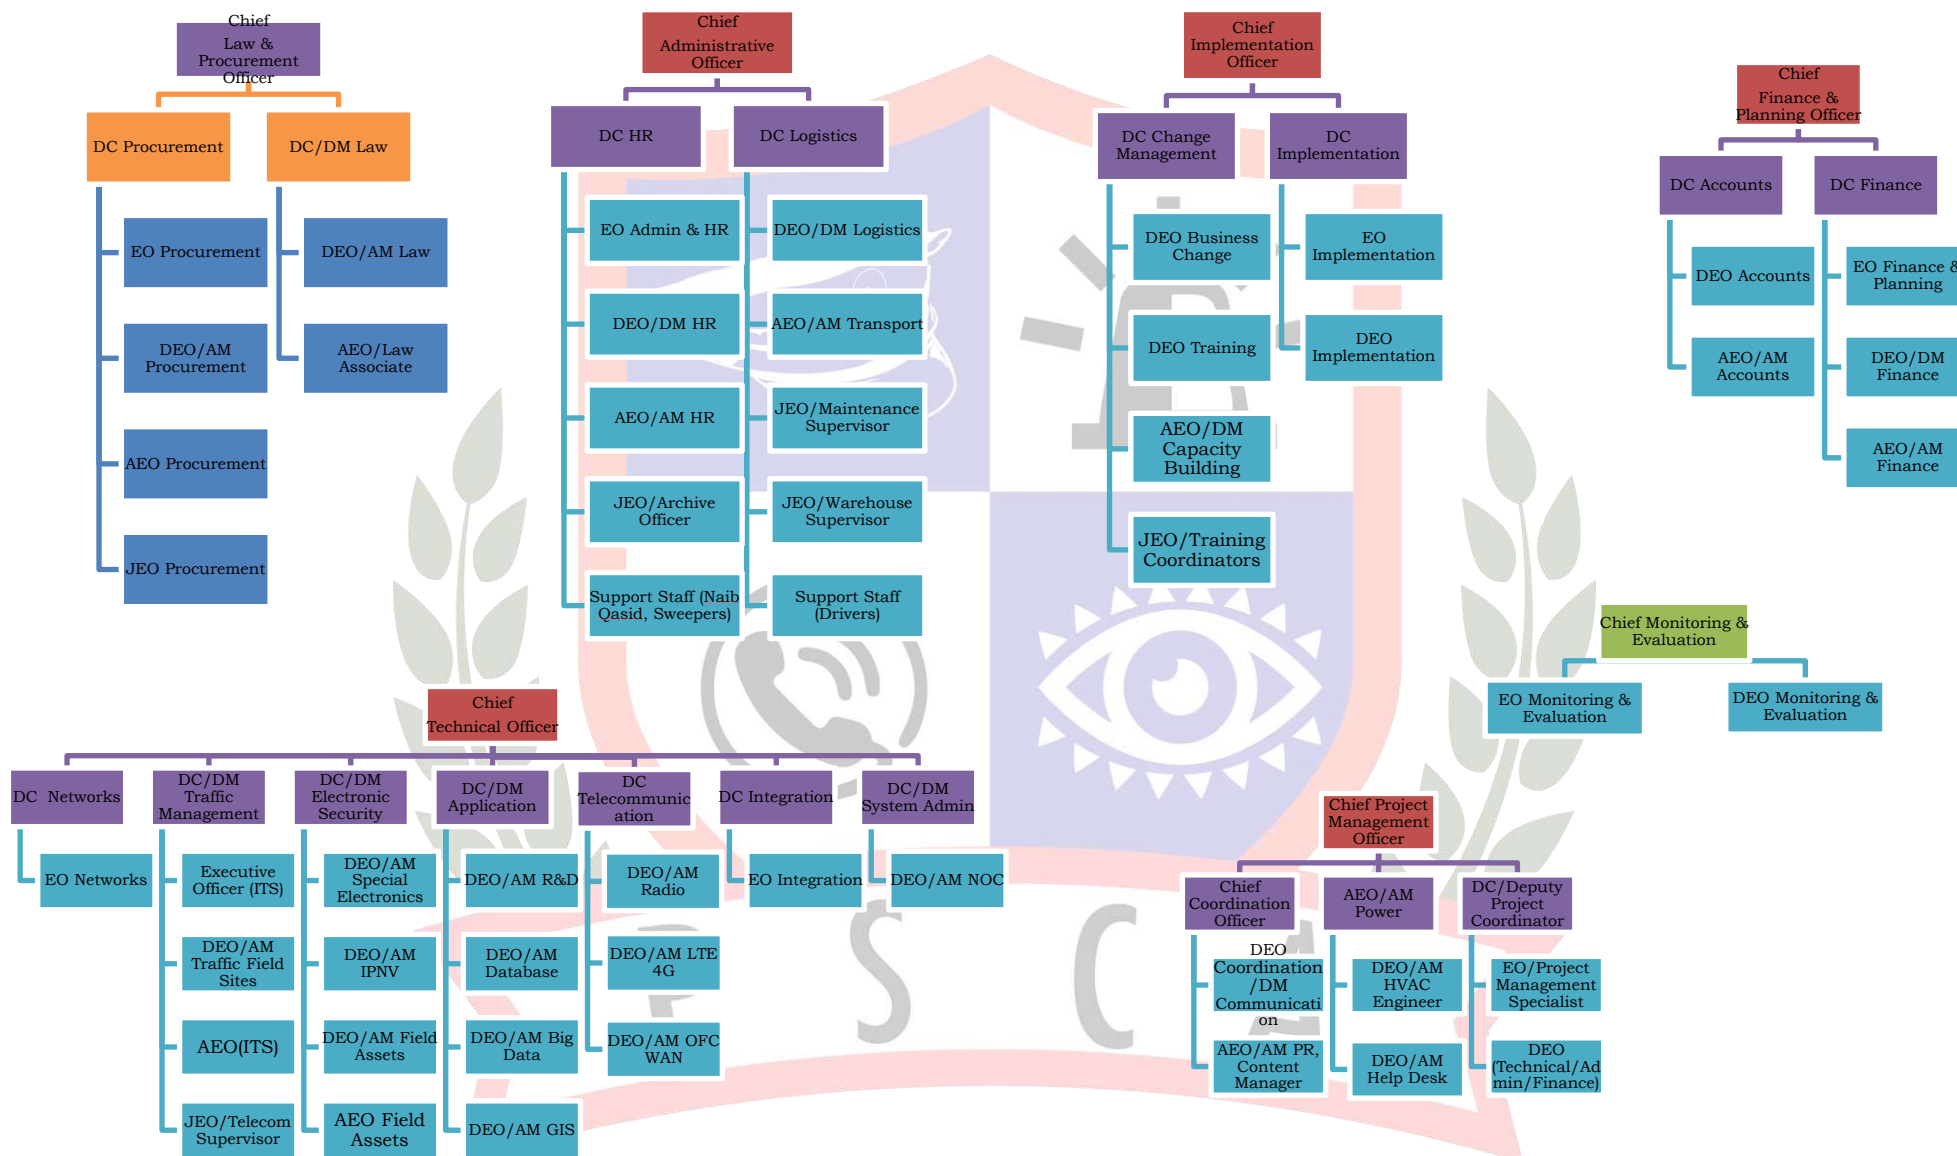 Chief
Law &
Procurement
Officer
DC Procurement
DC/DM Law
EO Procurement
DEO/AM Law
DEO/AM
Procurement
AEO/Law
Associate
AEO Procurement
JEO Procurement
Chief
Administrative
Officer
DC HR
DC Logistics
EO Admin & HR
DEO/DM Logistics
DEO/DM HR
AEO/AM Transport
AEO/AM HR
JEO/Maintenance
Supervisor
JEO/Archive
Officer
JEO/Warehouse
Supervisor
Support Staff (Naib
Qasid, Sweepers)
Support Staff
(Drivers)
Chief
Implementation
Officer
DC Change
Management
DC
Implementation
DEO Business
Change
EO
Implementation
DEO Training
DEO
Implementation
AEO/DM
Capacity
Building
JEO/Training
Coordinators
Chief
Finance &
Planning Officer
DC Accounts
DC Finance
DEO Accounts
EO Finance &
Planning
AEO/AM
Accounts
DEO/DM
Finance
AEO/AM
Finance
Chief Monitoring &
Evaluation
EO Monitoring &
Evaluation
DEO Monitoring &
Evaluation
Chief
Technical Officer
DC  Networks
DC/DM
Traffic
Management
DC/DM
Electronic
Security
DC/DM
Application
DC
Telecommunic
ation
DC Integration
DC/DM
System Admin
EO Networks
Executive
Officer (ITS)
DEO/AM
Special
Electronics
DEO/AM R&D
DEO/AM
Radio
EO Integration
DEO/AM NOC
DEO/AM
Traffic Field
Sites
DEO/AM
IPNV
DEO/AM
Database
DEO/AM LTE
4G
AEO(ITS)
DEO/AM Field
Assets
DEO/AM Big
Data
DEO/AM OFC
WAN
JEO/Telecom
Supervisor
AEO Field
Assets
DEO/AM GIS
Chief Project
Management
Officer
Chief
Coordination
Officer
AEO/AM
Power
DC/Deputy
Project
Coordinator
DEO
Coordination
/DM
Communicati
on
DEO/AM
HVAC
Engineer
EO/Project
Management
Specialist
AEO/AM PR,
Content
Manager
DEO/AM
Help Desk
DEO
(Technical/Ad
min/Finance)
P S C A